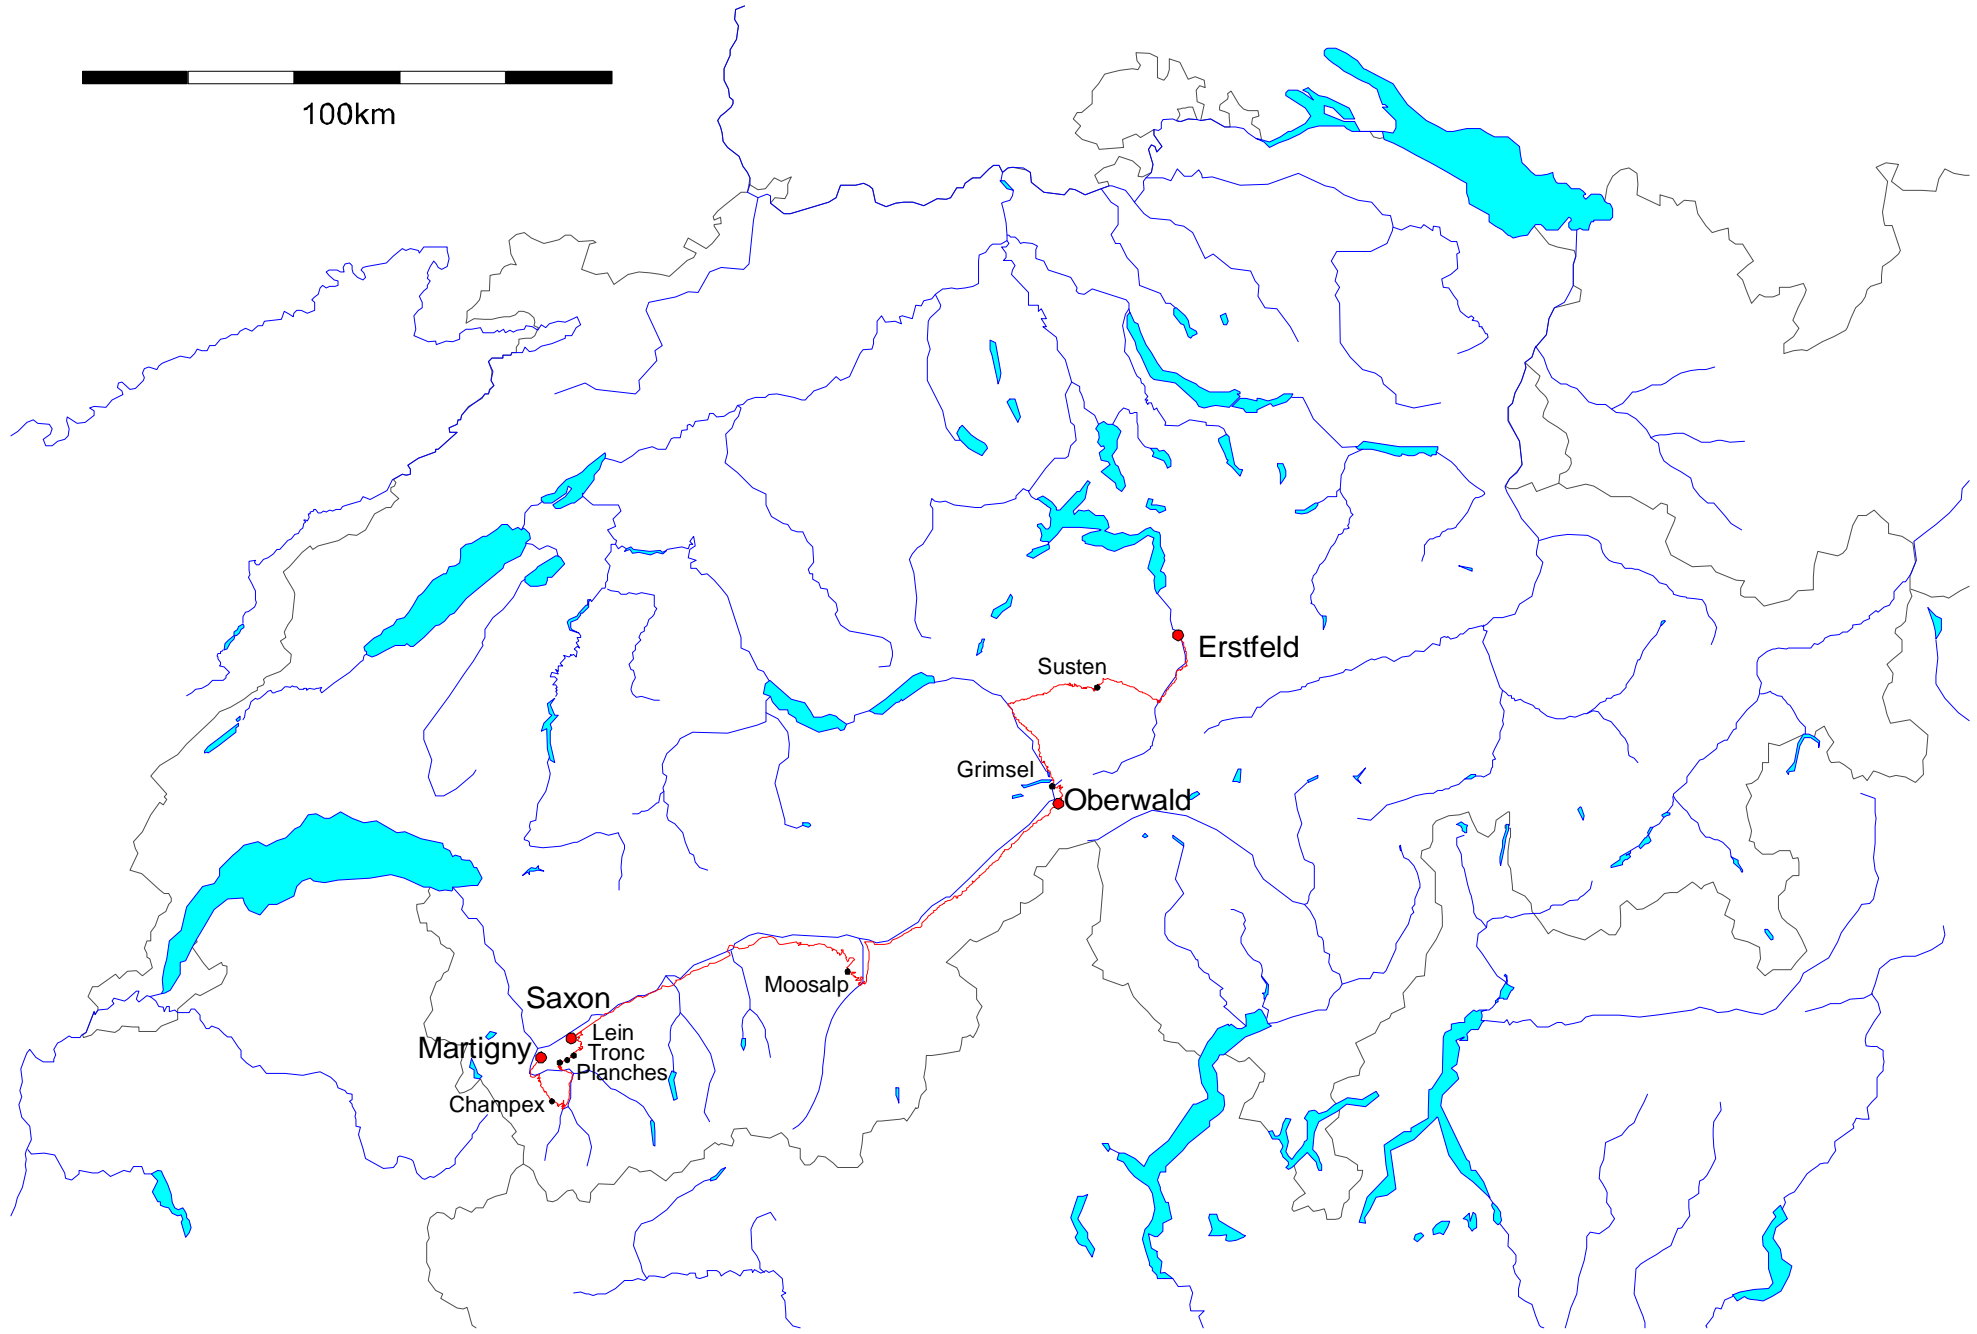 100km
Erstfeld
Susten
Grimsel
Oberwald
Moosalp
Saxon
Lein
Martigny
Tronc
Planches
Champex